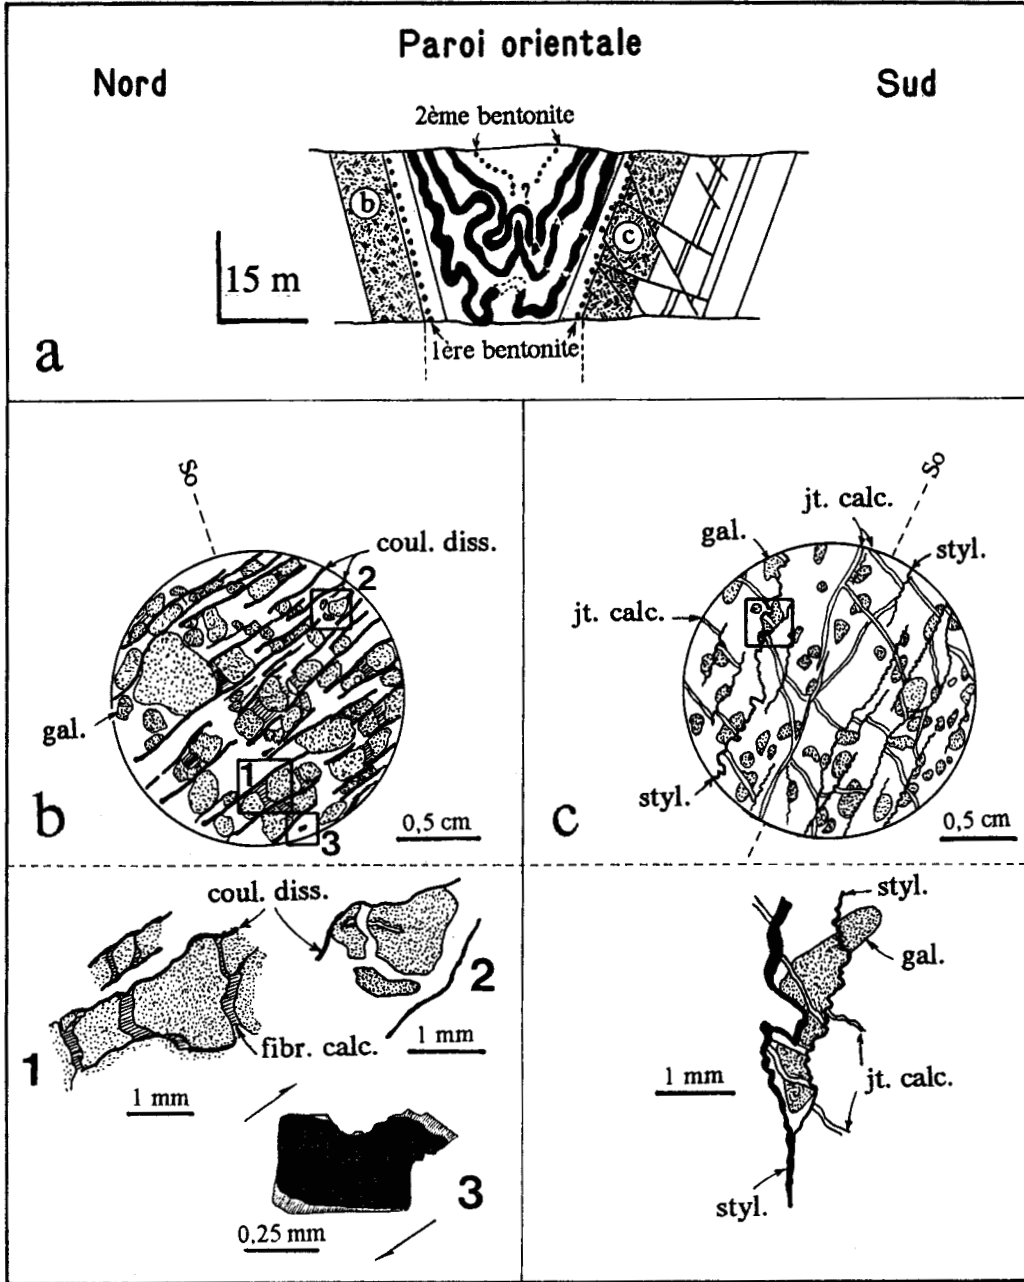 Paroi orientale
Nord
Sud
2ème bentonite
b
?
c
15 m
1ère bentonite
a
So
coul. diss.
2
gal.
1
3
b
0,5 cm
So
jt. calc.
gal.
styl.
jt. calc.
styl.
c
0,5 cm
coul. diss.
2
1 mm
fibr. calc.
1
1 mm
3
0,25 mm
styl.
gal.
1 mm
jt. calc.
styl.